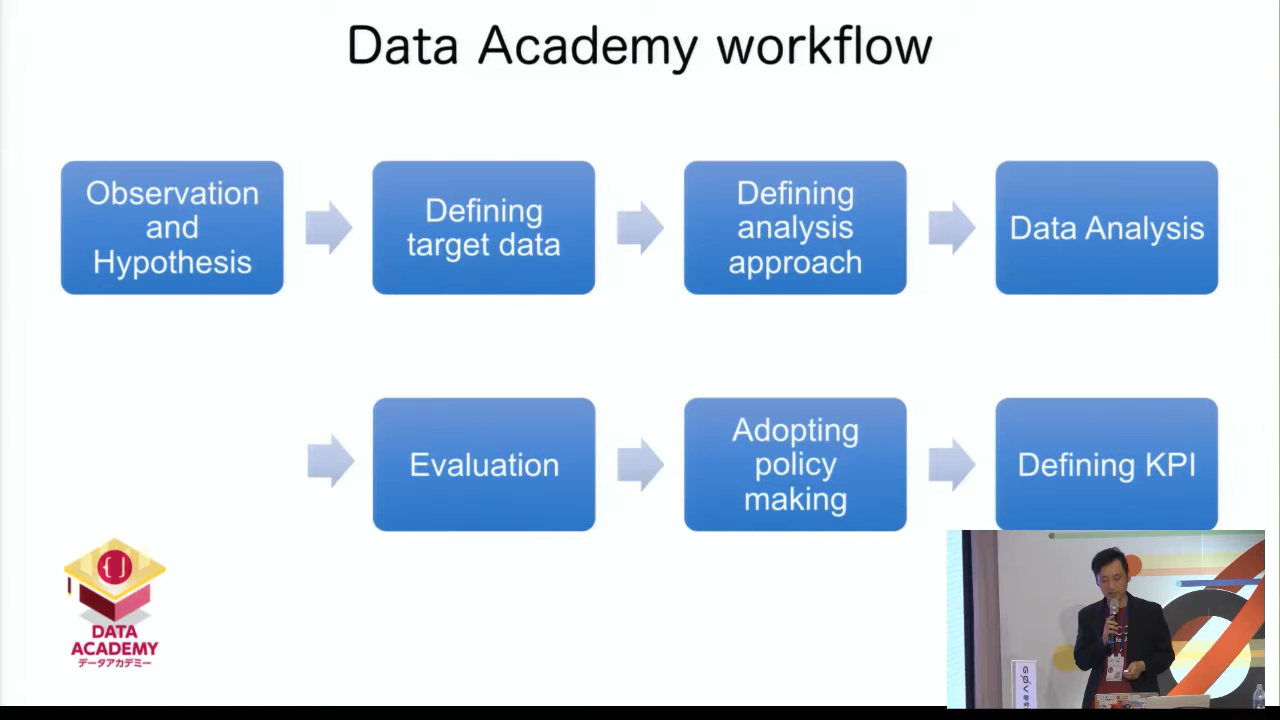 Data Academy workflow
Observation
and
Hypothesis
Defining
target data
Defining
analysis
approach
Data Analysis
Evaluation
Adopting
policy
making
Defining KPI
{ }
DATA
ACADEMY
データアカデミー